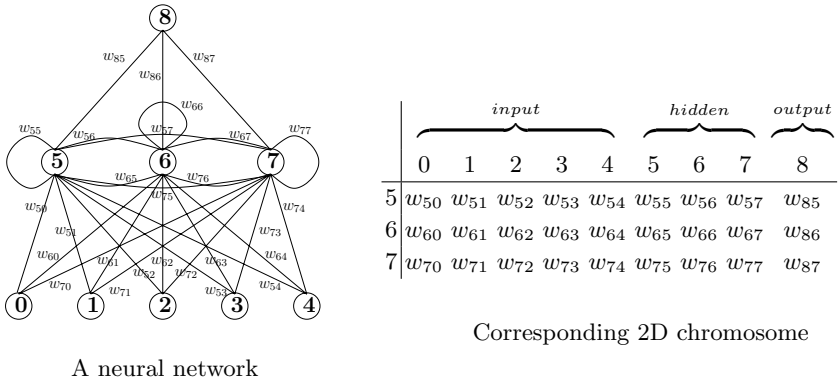 8
w85 w86 w87
w66
w55 w56 w57 w67 w77
5 6 7
w65 w75 w76
w50 w51 w74
w73
w60 w61 w62 w63 w64
w70 w71 w52 w72 w53 w54
0 1 2 3 4
A neural network
input hidden output
0 1 2 3 4 5 6 7 8
5 w50 w51 w52 w53 w54 w55 w56 w57 w85
6 w60 w61 w62 w63 w64 w65 w66 w67 w86
7 w70 w71 w72 w73 w74 w75 w76 w77 w87
Corresponding 2D chromosome